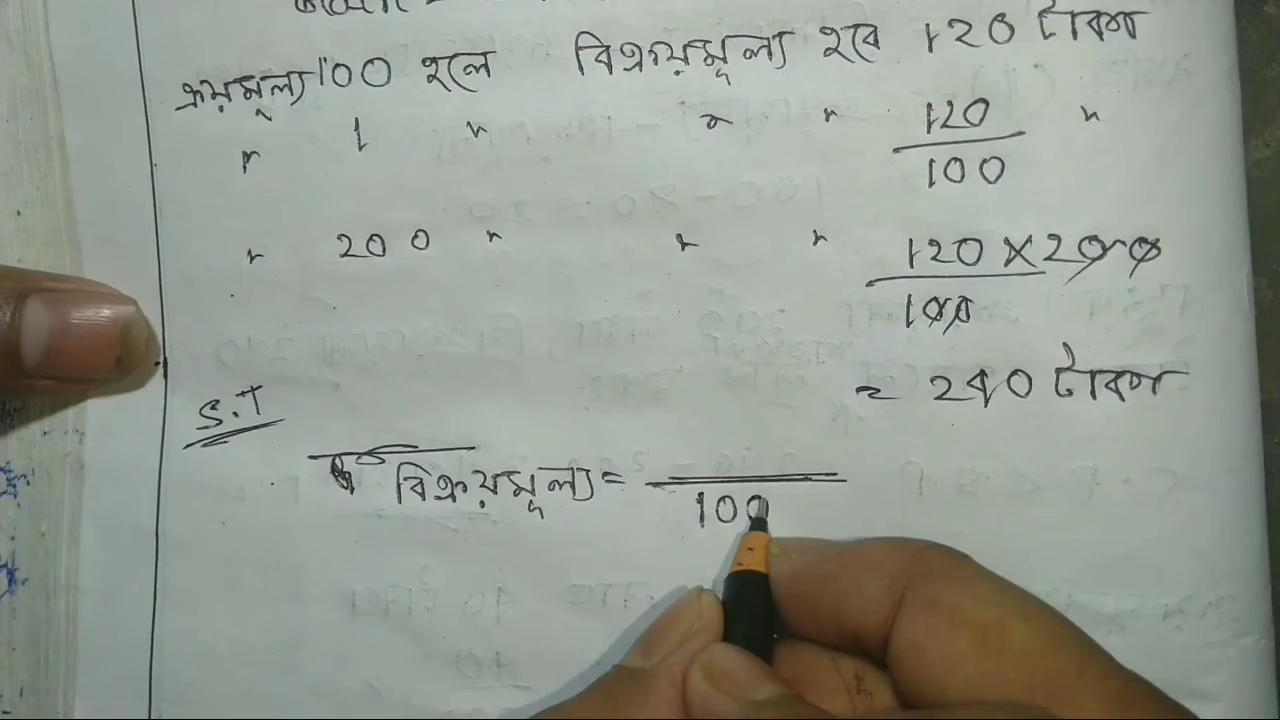 ক্রয়মূল্য 100 হলে বিক্রয়মূল্য হবে 120 টাকা
" 1 " " " 120/100 "
" 200 " " " 120 × 200/100
= 240 টাকা
S.T
বিক্রয়মূল্য = /100